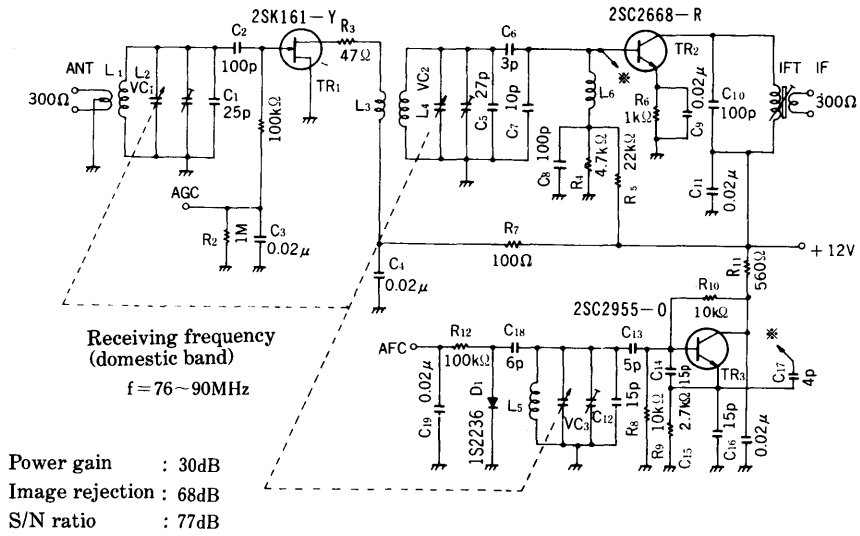 2SK161-Y
2SC2668-R
ANT
300Ω
L1
L2
VC1
C1
25p
C2
100p
100kΩ
TR1
R3
47Ω
L3
VC2
L4
C5
27p
C6
3p
C7
10p
L6
※
TR2
R6
1kΩ
C9
0.02μ
C10
100p
IFT
IF
300Ω
C8
100p
R4
4.7kΩ
R5
22kΩ
C11
0.02μ
AGC
R2
1M
C3
0.02μ
C4
0.02μ
R7
100Ω
+12V
R11
560Ω
R10
10kΩ
2SC2955-O
TR3
※
C17
4p
Receiving frequency
(domestic band)
f=76~90MHz
AFC
R12
100kΩ
C19
0.02μ
D1
1S2236
C18
6p
L5
VC3
C12
15p
C13
5p
C14
15p
R8
10kΩ
R9
2.7kΩ
C15
C16
15p
0.02μ
Power gain : 30dB
Image rejection : 68dB
S/N ratio : 77dB